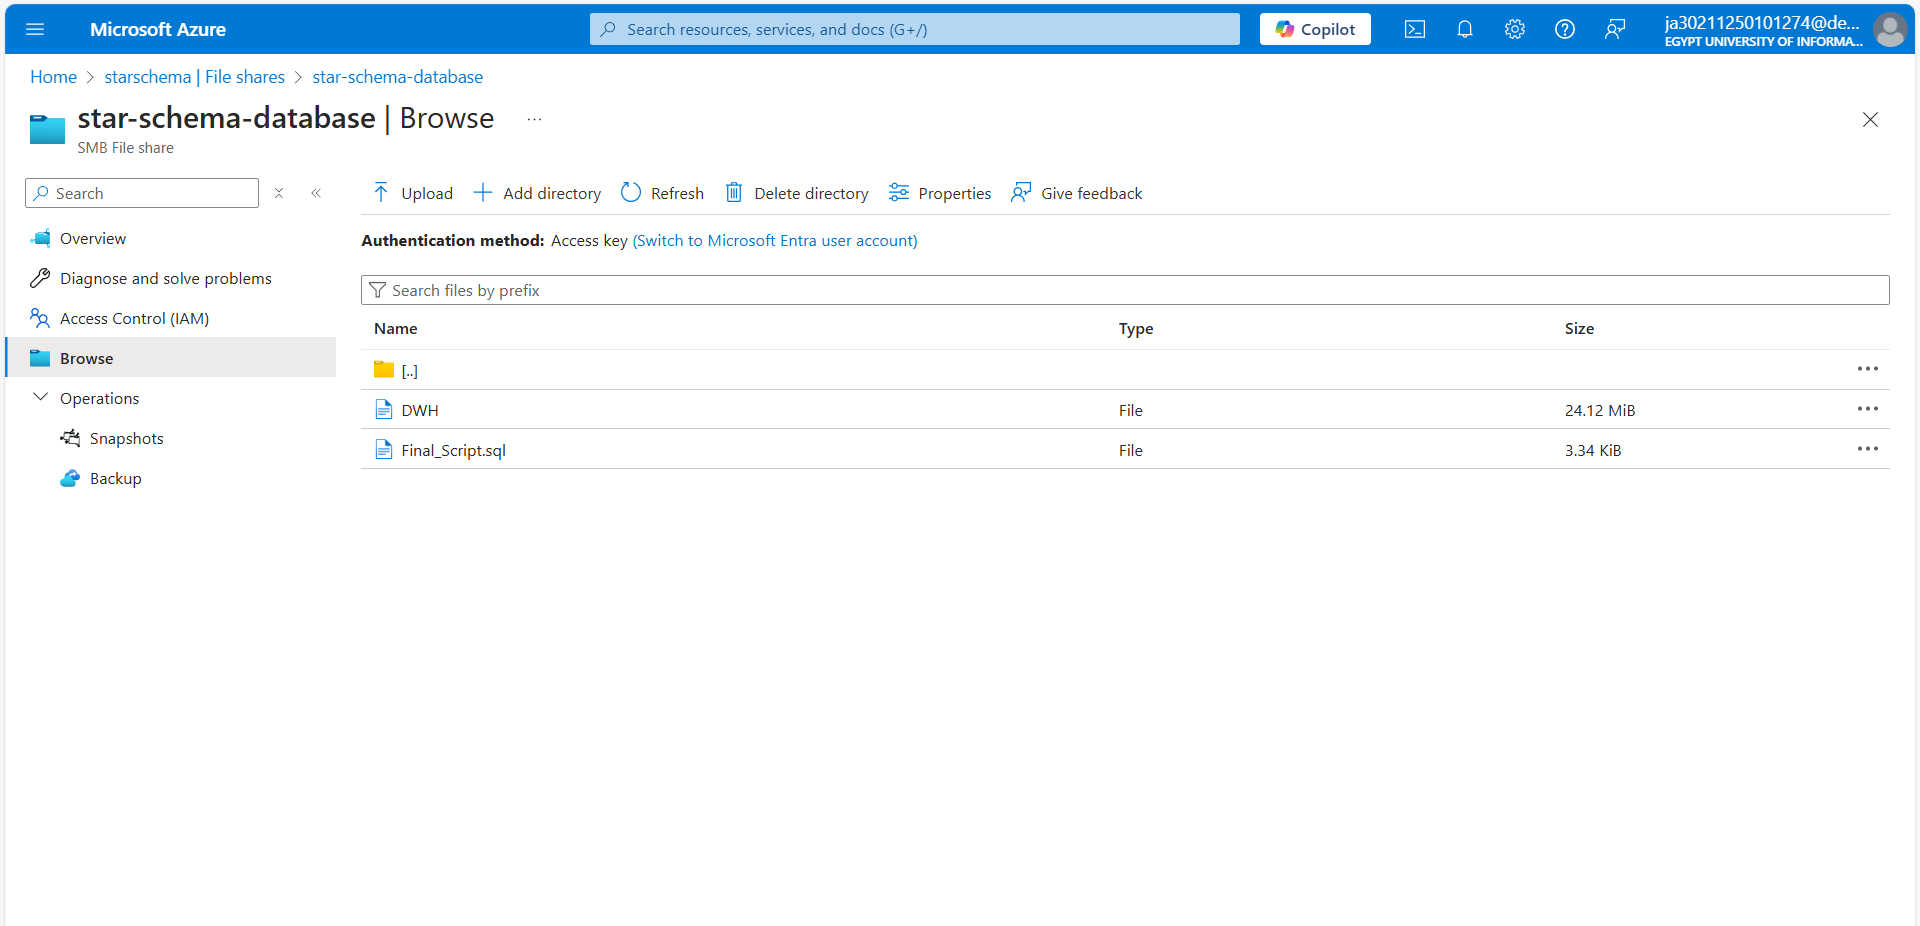 Microsoft Azure
Search resources, services, and docs (G+/)
Copilot
ja30211250101274@de...
EGYPT UNIVERSITY OF INFORMA...
Home > starschema | File shares > star-schema-database
star-schema-database | Browse ...
SMB File share
Search
Upload Add directory Refresh Delete directory Properties Give feedback
Overview
Diagnose and solve problems
Access Control (IAM)
Browse
Operations
Snapshots
Backup
Authentication method: Access key (Switch to Microsoft Entra user account)
Search files by prefix
Name Type Size
[..]
DWH File 24.12 MiB
Final_Script.sql File 3.34 KiB